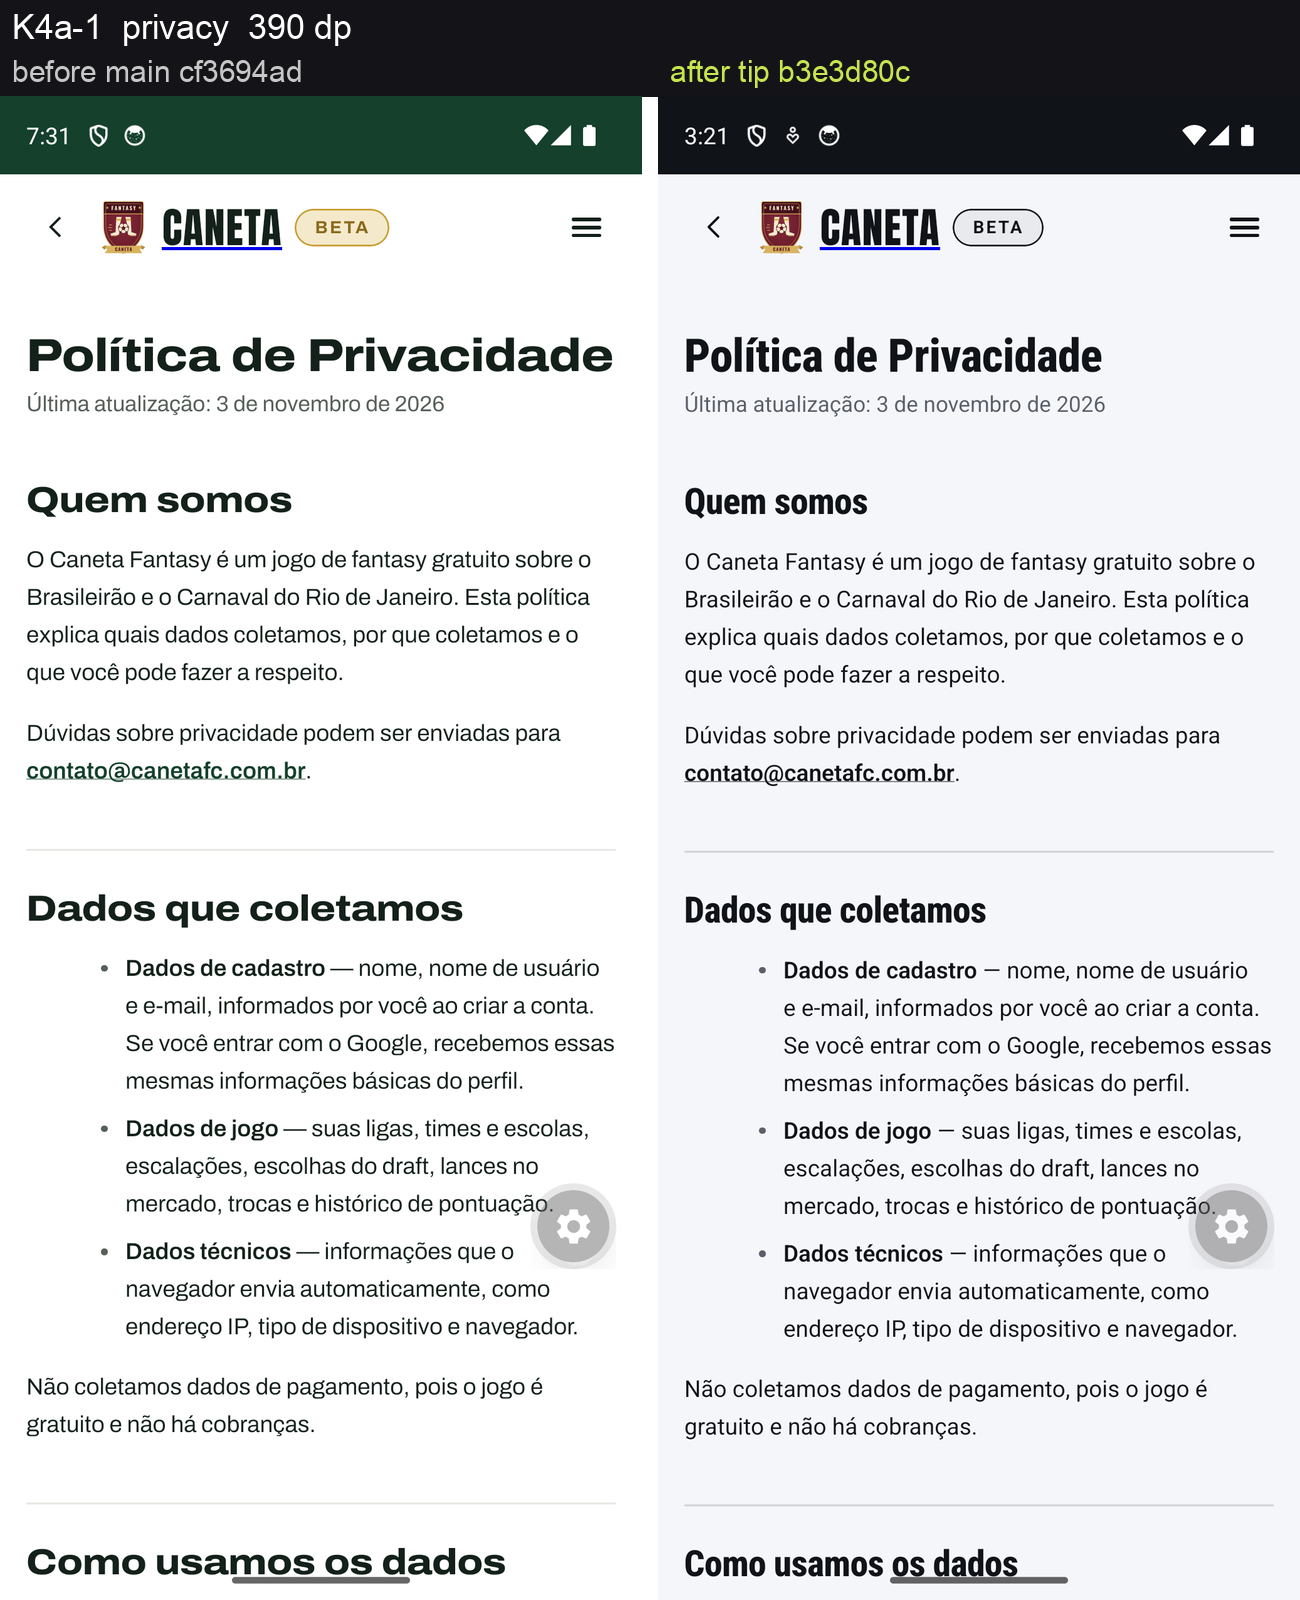 K4a-1 privacy 390 dp
before main cf3694ad
7:31
FANTASY
CANETA
CANETA
BETA
Política de Privacidade
Última atualização: 3 de novembro de 2026
Quem somos
O Caneta Fantasy é um jogo de fantasy gratuito sobre o
Brasileirão e o Carnaval do Rio de Janeiro. Esta política
explica quais dados coletamos, por que coletamos e o
que você pode fazer a respeito.
Dúvidas sobre privacidade podem ser enviadas para
contato@canetafc.com.br.
Dados que coletamos
• Dados de cadastro — nome, nome de usuário
e e-mail, informados por você ao criar a conta.
Se você entrar com o Google, recebemos essas
mesmas informações básicas do perfil.
• Dados de jogo — suas ligas, times e escolas,
escalações, escolhas do draft, lances no
mercado, trocas e histórico de pontuação.
• Dados técnicos — informações que o
navegador envia automaticamente, como
endereço IP, tipo de dispositivo e navegador.
Não coletamos dados de pagamento, pois o jogo é
gratuito e não há cobranças.
Como usamos os dados
after tip b3e3d80c
3:21
FANTASY
CANETA
CANETA
BETA
Política de Privacidade
Última atualização: 3 de novembro de 2026
Quem somos
O Caneta Fantasy é um jogo de fantasy gratuito sobre o
Brasileirão e o Carnaval do Rio de Janeiro. Esta política
explica quais dados coletamos, por que coletamos e o
que você pode fazer a respeito.
Dúvidas sobre privacidade podem ser enviadas para
contato@canetafc.com.br.
Dados que coletamos
• Dados de cadastro — nome, nome de usuário
e e-mail, informados por você ao criar a conta.
Se você entrar com o Google, recebemos essas
mesmas informações básicas do perfil.
• Dados de jogo — suas ligas, times e escolas,
escalações, escolhas do draft, lances no
mercado, trocas e histórico de pontuação.
• Dados técnicos — informações que o
navegador envia automaticamente, como
endereço IP, tipo de dispositivo e navegador.
Não coletamos dados de pagamento, pois o jogo é
gratuito e não há cobranças.
Como usamos os dados